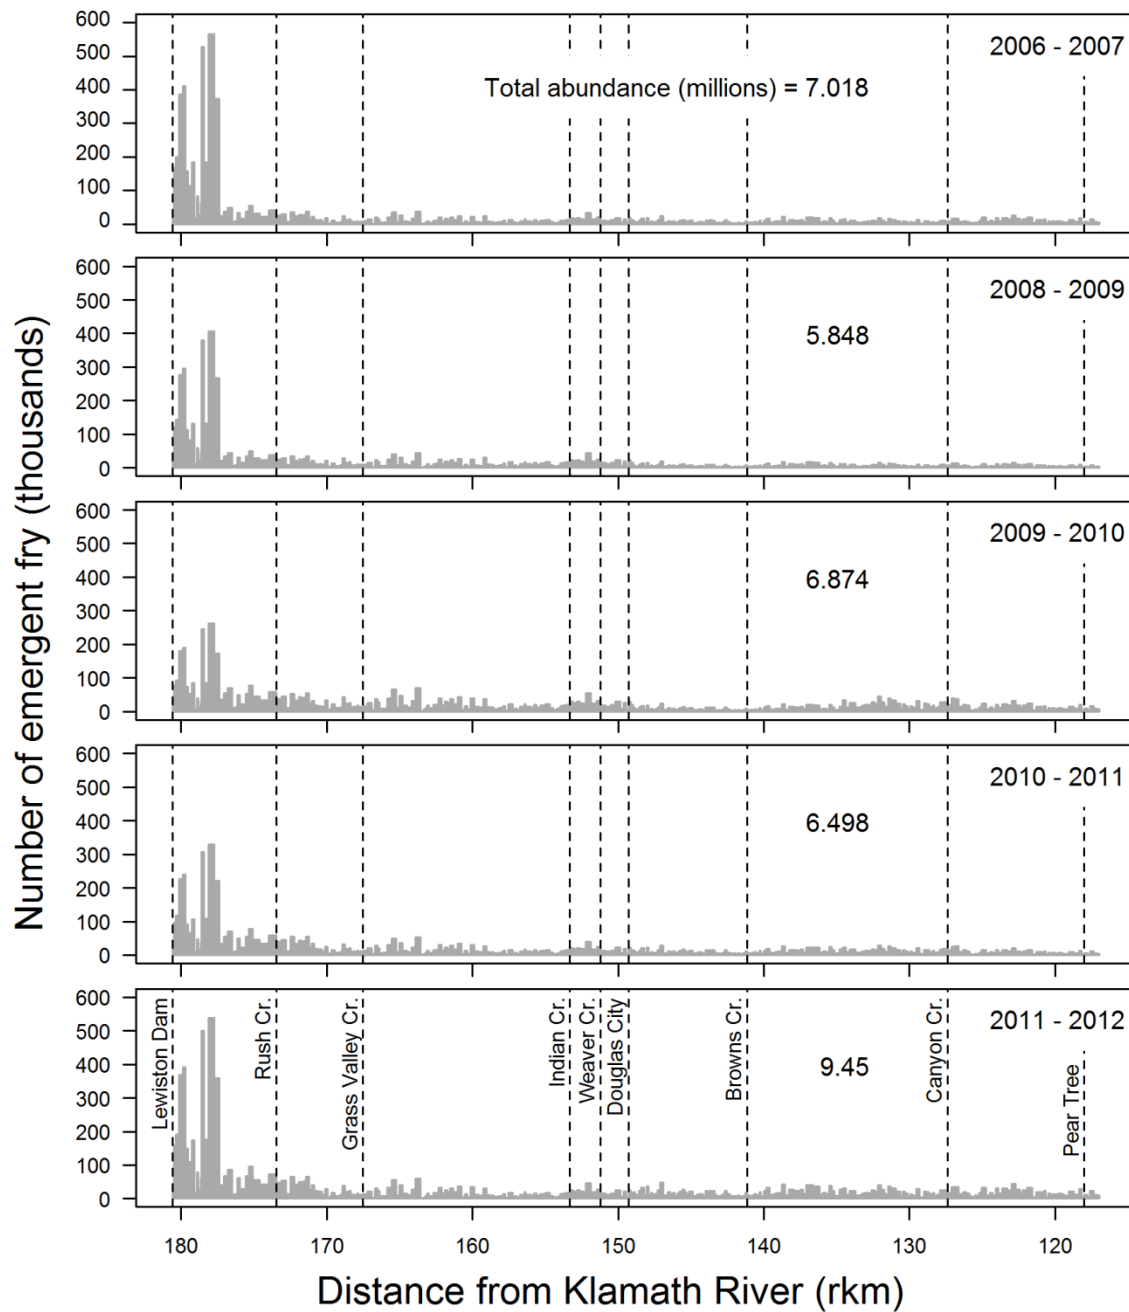 Number of emergent fry (thousands)
600
500
400
300
200
100
0
2006 - 2007
Total abundance (millions) = 7.018
600
500
400
300
200
100
0
2008 - 2009
5.848
600
500
400
300
200
100
0
2009 - 2010
6.874
600
500
400
300
200
100
0
2010 - 2011
6.498
600
500
400
300
200
100
0
2011 - 2012
9.45
Lewiston Dam
Rush Cr.
Grass Valley Cr.
Indian Cr.
Weaver Cr.
Douglas City
Browns Cr.
Canyon Cr.
Pear Tree
180 170 160 150 140 130 120
Distance from Klamath River (rkm)